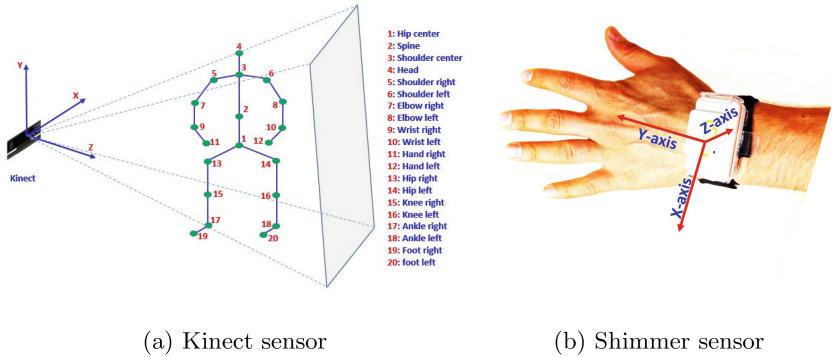 Y
X
Z
Kinect
4
3
5
6
2
7
8
9
10
11
12
1
13
14
15
16
17
18
19
20
1: Hip center
2: Spine
3: Shoulder center
4: Head
5: Shoulder right
6: Shoulder left
7: Elbow right
8: Elbow left
9: Wrist right
10: Wrist left
11: Hand right
12: Hand left
13: Hip right
14: Hip left
15: Knee right
16: Knee left
17: Ankle right
18: Ankle left
19: Foot right
20: foot left
Z-axis
Y-axis
X-axis
(a) Kinect sensor
(b) Shimmer sensor